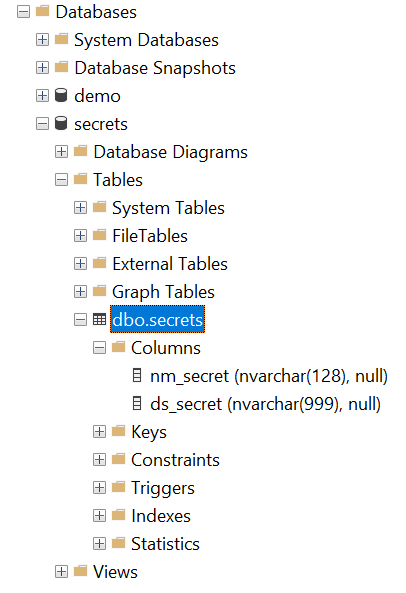 Databases
System Databases
Database Snapshots
demo
secrets
Database Diagrams
Tables
System Tables
FileTables
External Tables
Graph Tables
dbo.secrets
Columns
nm_secret (nvarchar(128), null)
ds_secret (nvarchar(999), null)
Keys
Constraints
Triggers
Indexes
Statistics
Views